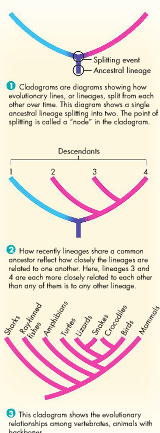 Splitting event
Ancestral lineage
1 Cladograms are diagrams showing how
evolutionary lines, or lineages, split from each
other over time. This diagram shows a single
ancestral lineage splitting into two. The point of
splitting is called a “node” in the cladogram.
Descendants
1 2 3 4
2 How recently lineages share a common
ancestor reflect how closely the lineages are
related to one another. Here, lineages 3 and
4 are each more closely related to each other
than any of them is to any other lineage.
Sharks
Ray-finned
fishes
Amphibians
Turtles
Lizards
Snakes
Crocodiles
Birds
Mammals
3 This cladogram shows the evolutionary
relationships among vertebrates, animals with
backbones.